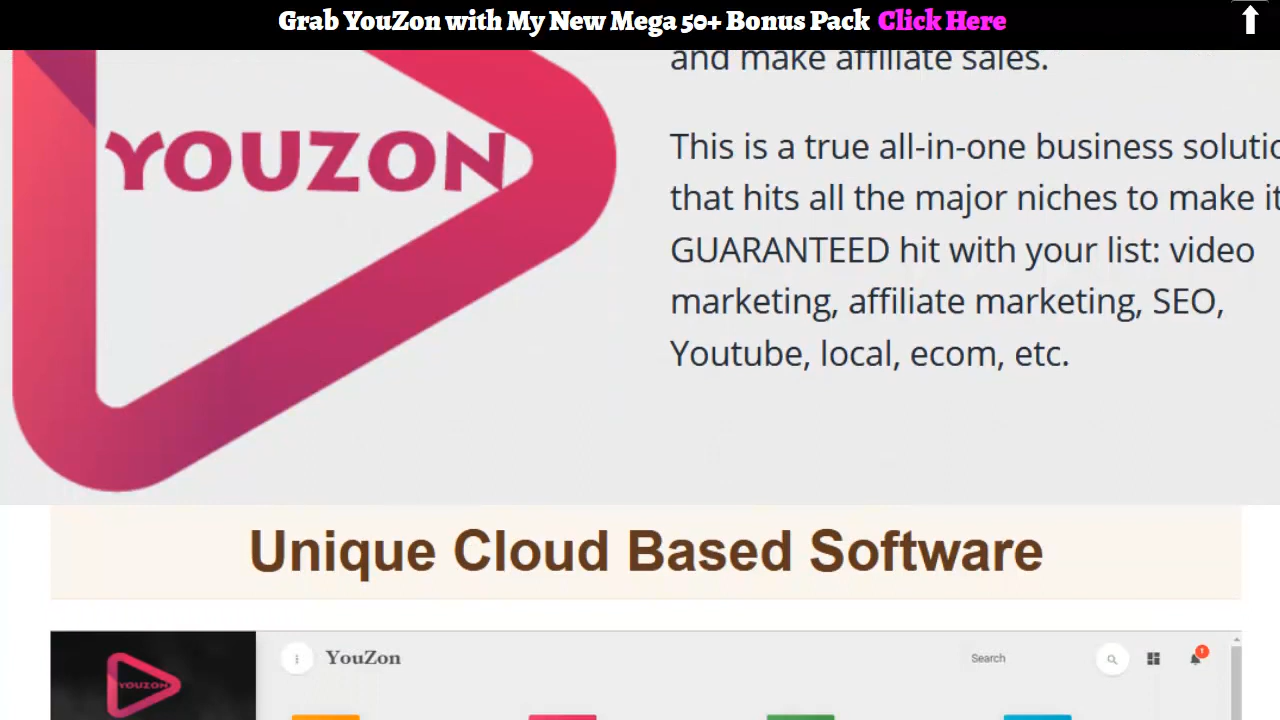 Grab YouZon with My New Mega 50+ Bonus Pack Click Here
and make affiliate sales.
YOUZON
This is a true all-in-one business solutio
that hits all the major niches to make it
GUARANTEED hit with your list: video
marketing, affiliate marketing, SEO,
Youtube, local, ecom, etc.
Unique Cloud Based Software
YOUZON
YouZon
Search
1